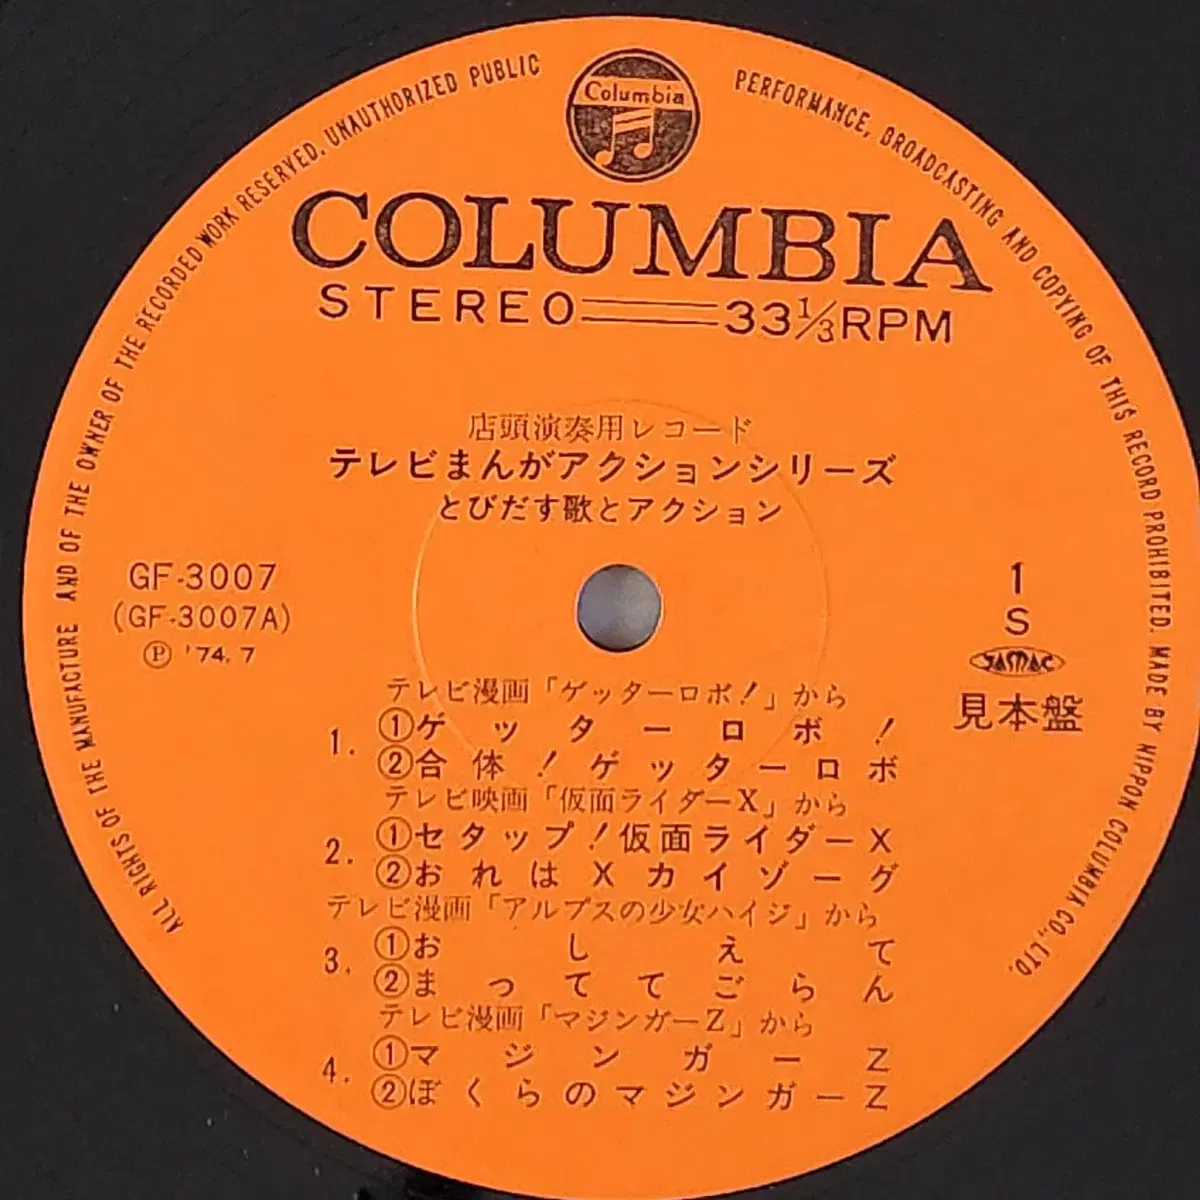 ALL RIGHTS OF THE MANUFACTURE AND OF THE OWNER OF THE RECORDED WORK RESERVED. UNAUTHORIZED PUBLIC PERFORMANCE, BROADCASTING AND COPYING OF THIS RECORD PROHIBITED. MADE BY NIPPON COLUMBIA CO., LTD.
Columbia
COLUMBIA
STEREO 33⅓RPM
店頭演奏用レコード
テレビまんがアクションシリーズ
とびだす歌とアクション
GF-3007
(GF-3007A)
Ⓟ '74.7
1
S
JASRAC
見本盤
テレビ漫画「ゲッターロボ!」から
1. ①ゲッターロボ!
②合体!ゲッターロボ
テレビ映画「仮面ライダーX」から
2. ①セタップ!仮面ライダーX
②おれはXカイゾーグ
テレビ漫画「アルプスの少女ハイジ」から
3. ①おしえて
②まっててごらん
テレビ漫画「マジンガーZ」から
4. ①マジンガーZ
②ぼくらのマジンガーZ